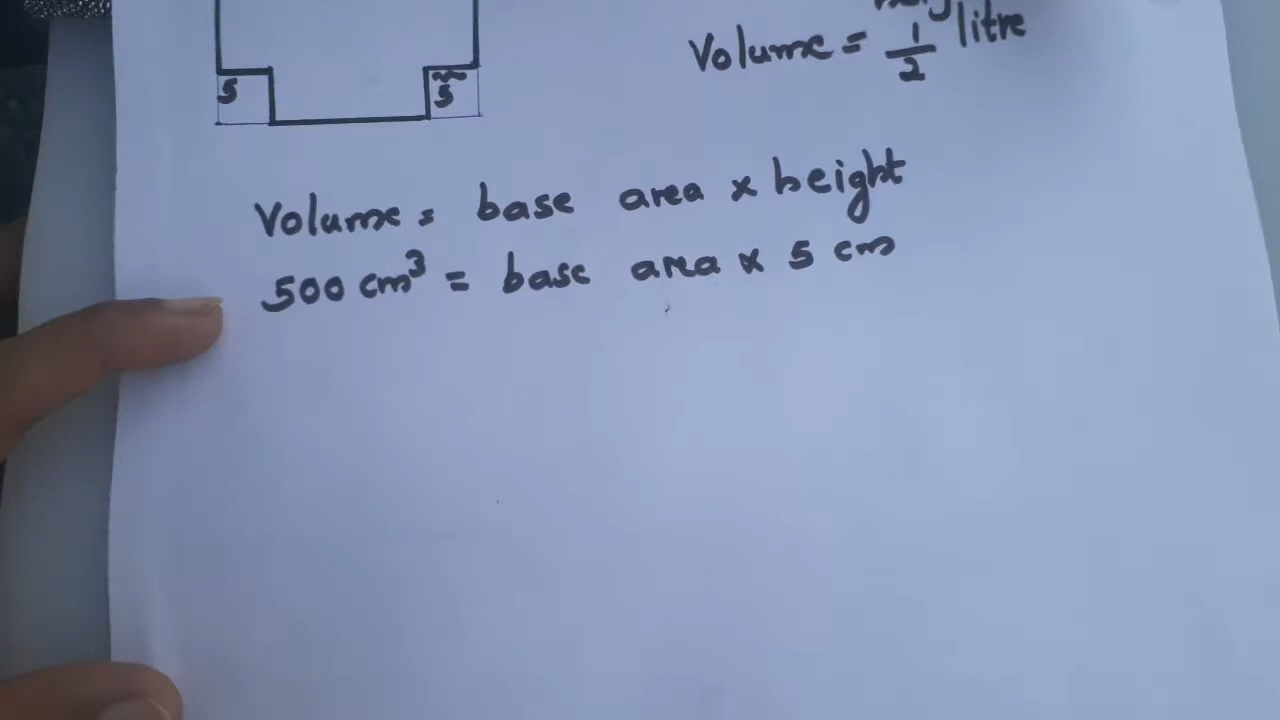 Volume = 1/2 litre
5
5
Volume = base area x height
500 cm³ = base area x 5 cm